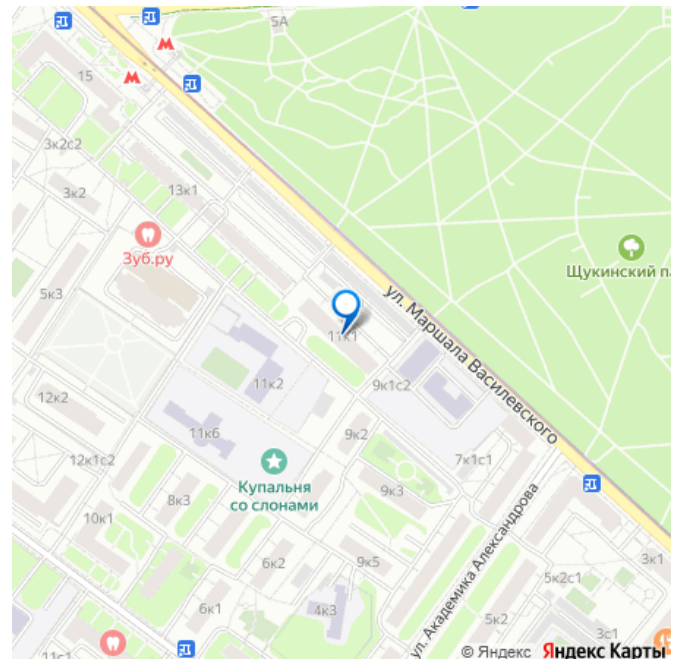 5А
15
3к2с2
3к2
13к1
Зуб.ру
Щукинский па
5к3
ул. Маршала Василевского
11к1
11к2
9к1с2
12к2
11к6
9к2
12к1с2
Купальня
со слонами
7к1с1
8к3
9к3
10к1
ул. Академика Александрова
6к2
9к5
3к1
5к2с1
6к1
4к3
5к2
3с1
11с1
© Яндекс Яндекс Карты